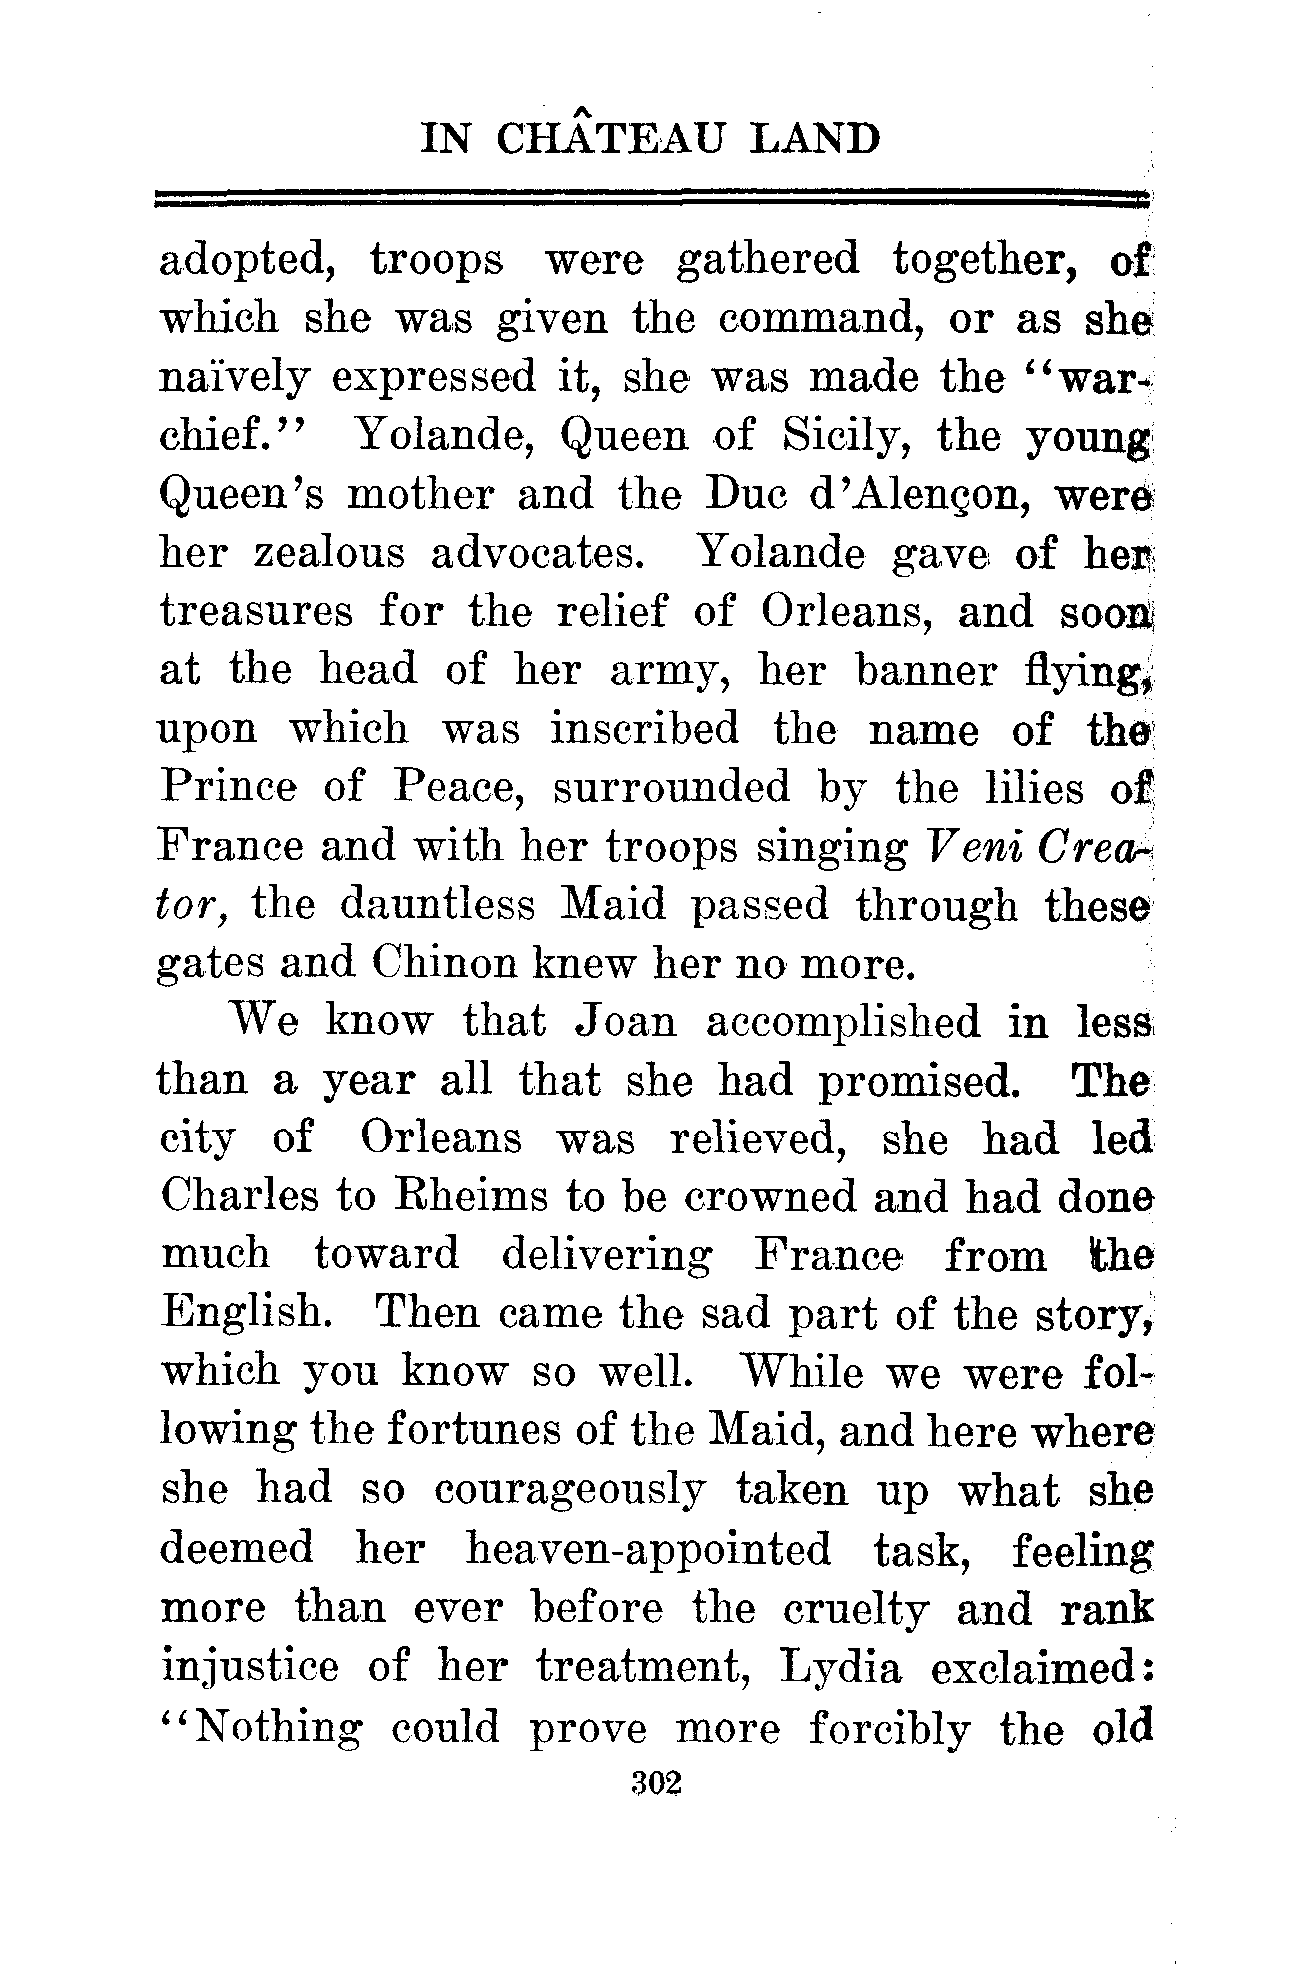 IN CHÂTEAU LAND
adopted, troops were gathered together, of
which she was given the command, or as she
naïvely expressed it, she was made the "war-
chief." Yolande, Queen of Sicily, the young
Queen's mother and the Duc d'Alençon, were
her zealous advocates. Yolande gave of her
treasures for the relief of Orleans, and soon
at the head of her army, her banner flying,
upon which was inscribed the name of the
Prince of Peace, surrounded by the lilies of
France and with her troops singing Veni Crea-
tor, the dauntless Maid passed through these
gates and Chinon knew her no more.
We know that Joan accomplished in less
than a year all that she had promised. The
city of Orleans was relieved, she had led
Charles to Rheims to be crowned and had done
much toward delivering France from the
English. Then came the sad part of the story,
which you know so well. While we were fol-
lowing the fortunes of the Maid, and here where
she had so courageously taken up what she
deemed her heaven-appointed task, feeling
more than ever before the cruelty and rank
injustice of her treatment, Lydia exclaimed:
"Nothing could prove more forcibly the old
302